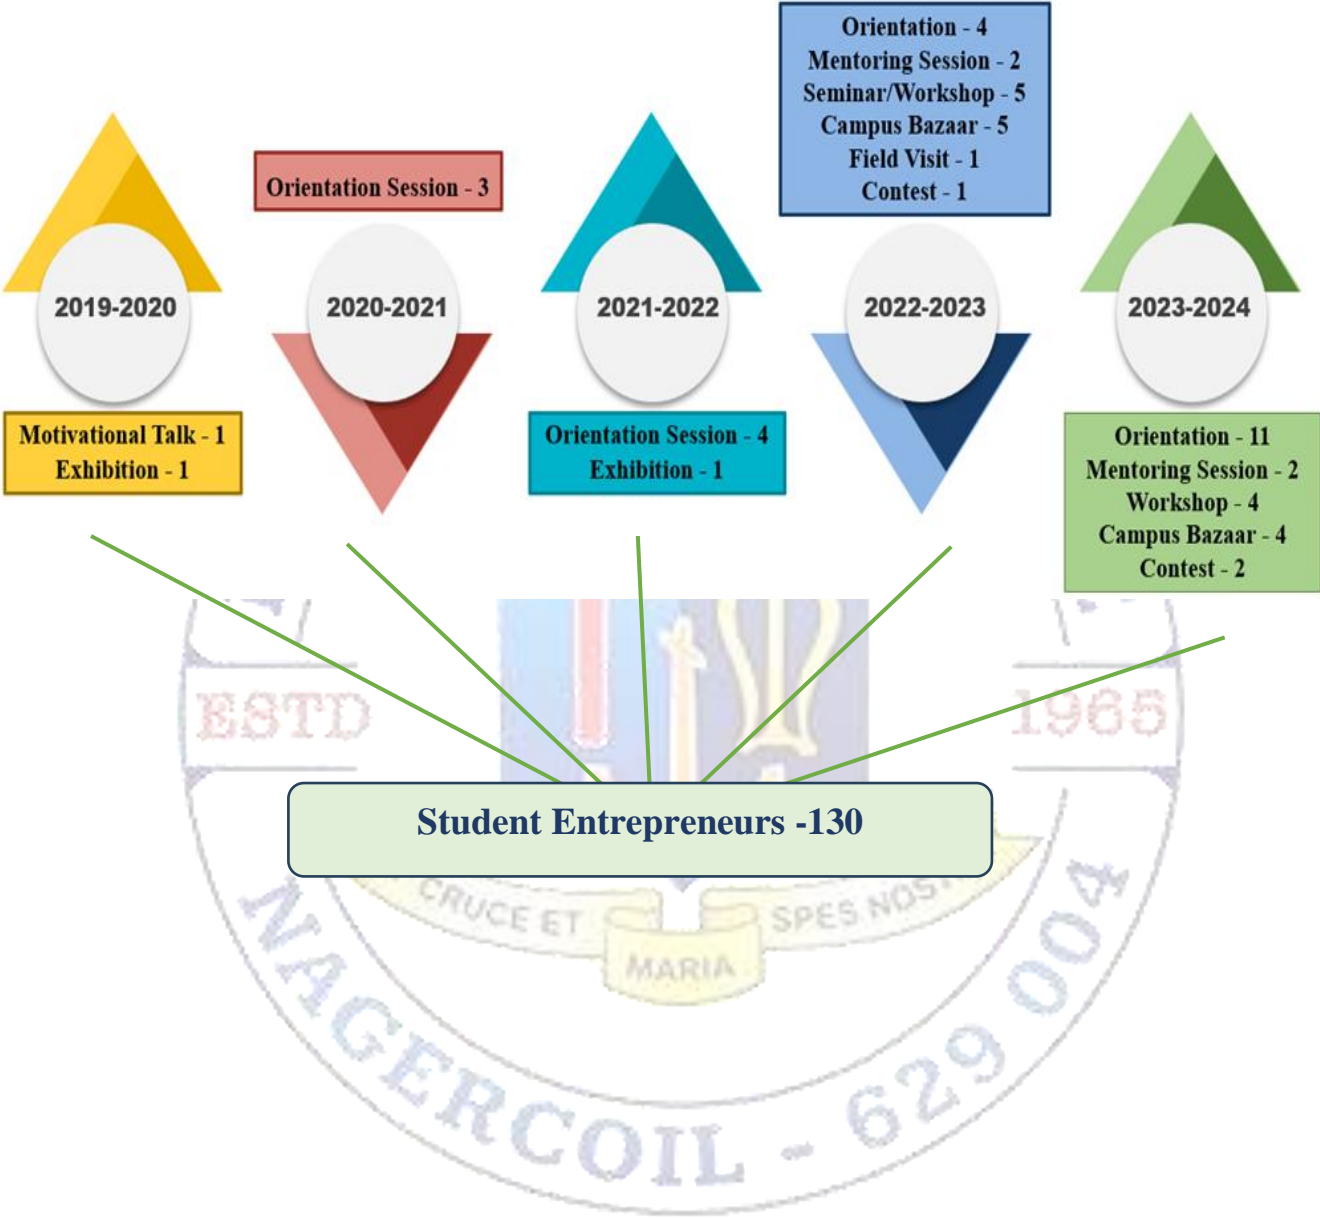 Orientation - 4
Mentoring Session - 2
Seminar/Workshop - 5
Campus Bazaar - 5
Field Visit - 1
Contest - 1
Orientation Session - 3
2019-2020
2020-2021
2021-2022
2022-2023
2023-2024
Motivational Talk - 1
Exhibition - 1
Orientation Session - 4
Exhibition - 1
Orientation - 11
Mentoring Session - 2
Workshop - 4
Campus Bazaar - 4
Contest - 2
ESTD
1965
Student Entrepreneurs -130
CRUCE ET
MARIA
SPES
NAGERCOIL - 629 004